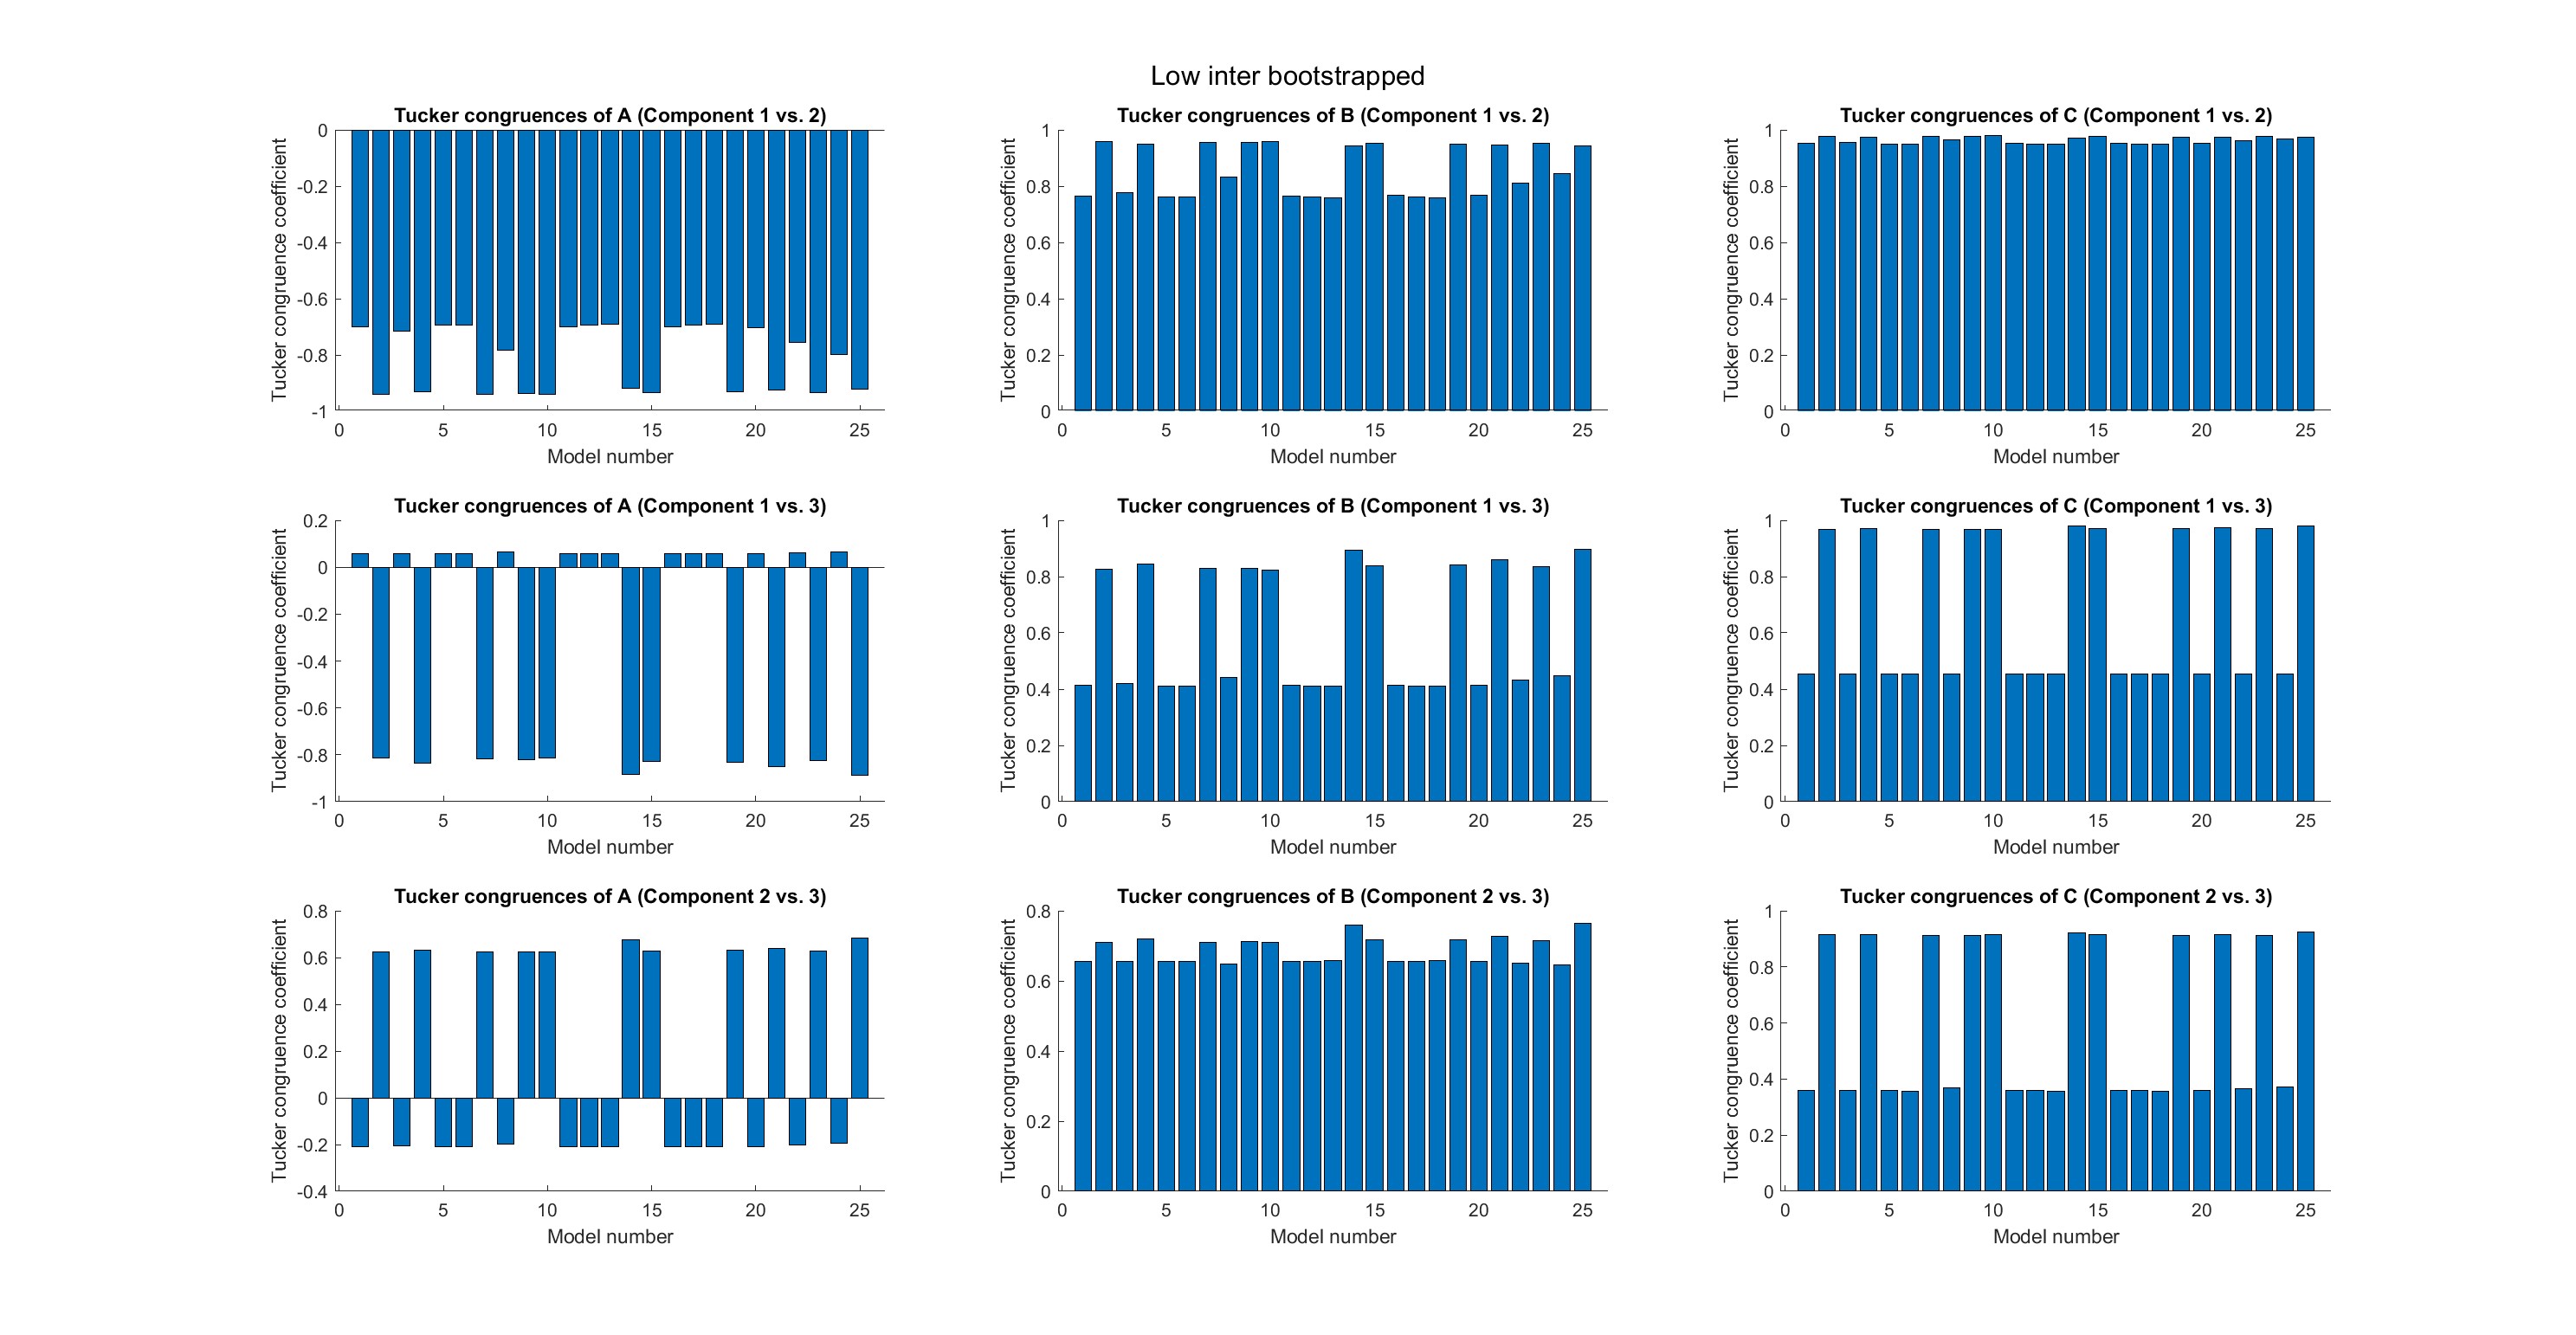 Low inter bootstrapped
Tucker congruences of A (Component 1 vs. 2)
Tucker congruence coefficient
0
-0.2
-0.4
-0.6
-0.8
-1
0 5 10 15 20 25
Model number
Tucker congruences of B (Component 1 vs. 2)
Tucker congruence coefficient
1
0.8
0.6
0.4
0.2
0
0 5 10 15 20 25
Model number
Tucker congruences of C (Component 1 vs. 2)
Tucker congruence coefficient
1
0.8
0.6
0.4
0.2
0
0 5 10 15 20 25
Model number
Tucker congruences of A (Component 1 vs. 3)
Tucker congruence coefficient
0.2
0
-0.2
-0.4
-0.6
-0.8
-1
0 5 10 15 20 25
Model number
Tucker congruences of B (Component 1 vs. 3)
Tucker congruence coefficient
1
0.8
0.6
0.4
0.2
0
0 5 10 15 20 25
Model number
Tucker congruences of C (Component 1 vs. 3)
Tucker congruence coefficient
1
0.8
0.6
0.4
0.2
0
0 5 10 15 20 25
Model number
Tucker congruences of A (Component 2 vs. 3)
Tucker congruence coefficient
0.8
0.6
0.4
0.2
0
-0.2
-0.4
0 5 10 15 20 25
Model number
Tucker congruences of B (Component 2 vs. 3)
Tucker congruence coefficient
0.8
0.6
0.4
0.2
0
0 5 10 15 20 25
Model number
Tucker congruences of C (Component 2 vs. 3)
Tucker congruence coefficient
1
0.8
0.6
0.4
0.2
0
0 5 10 15 20 25
Model number